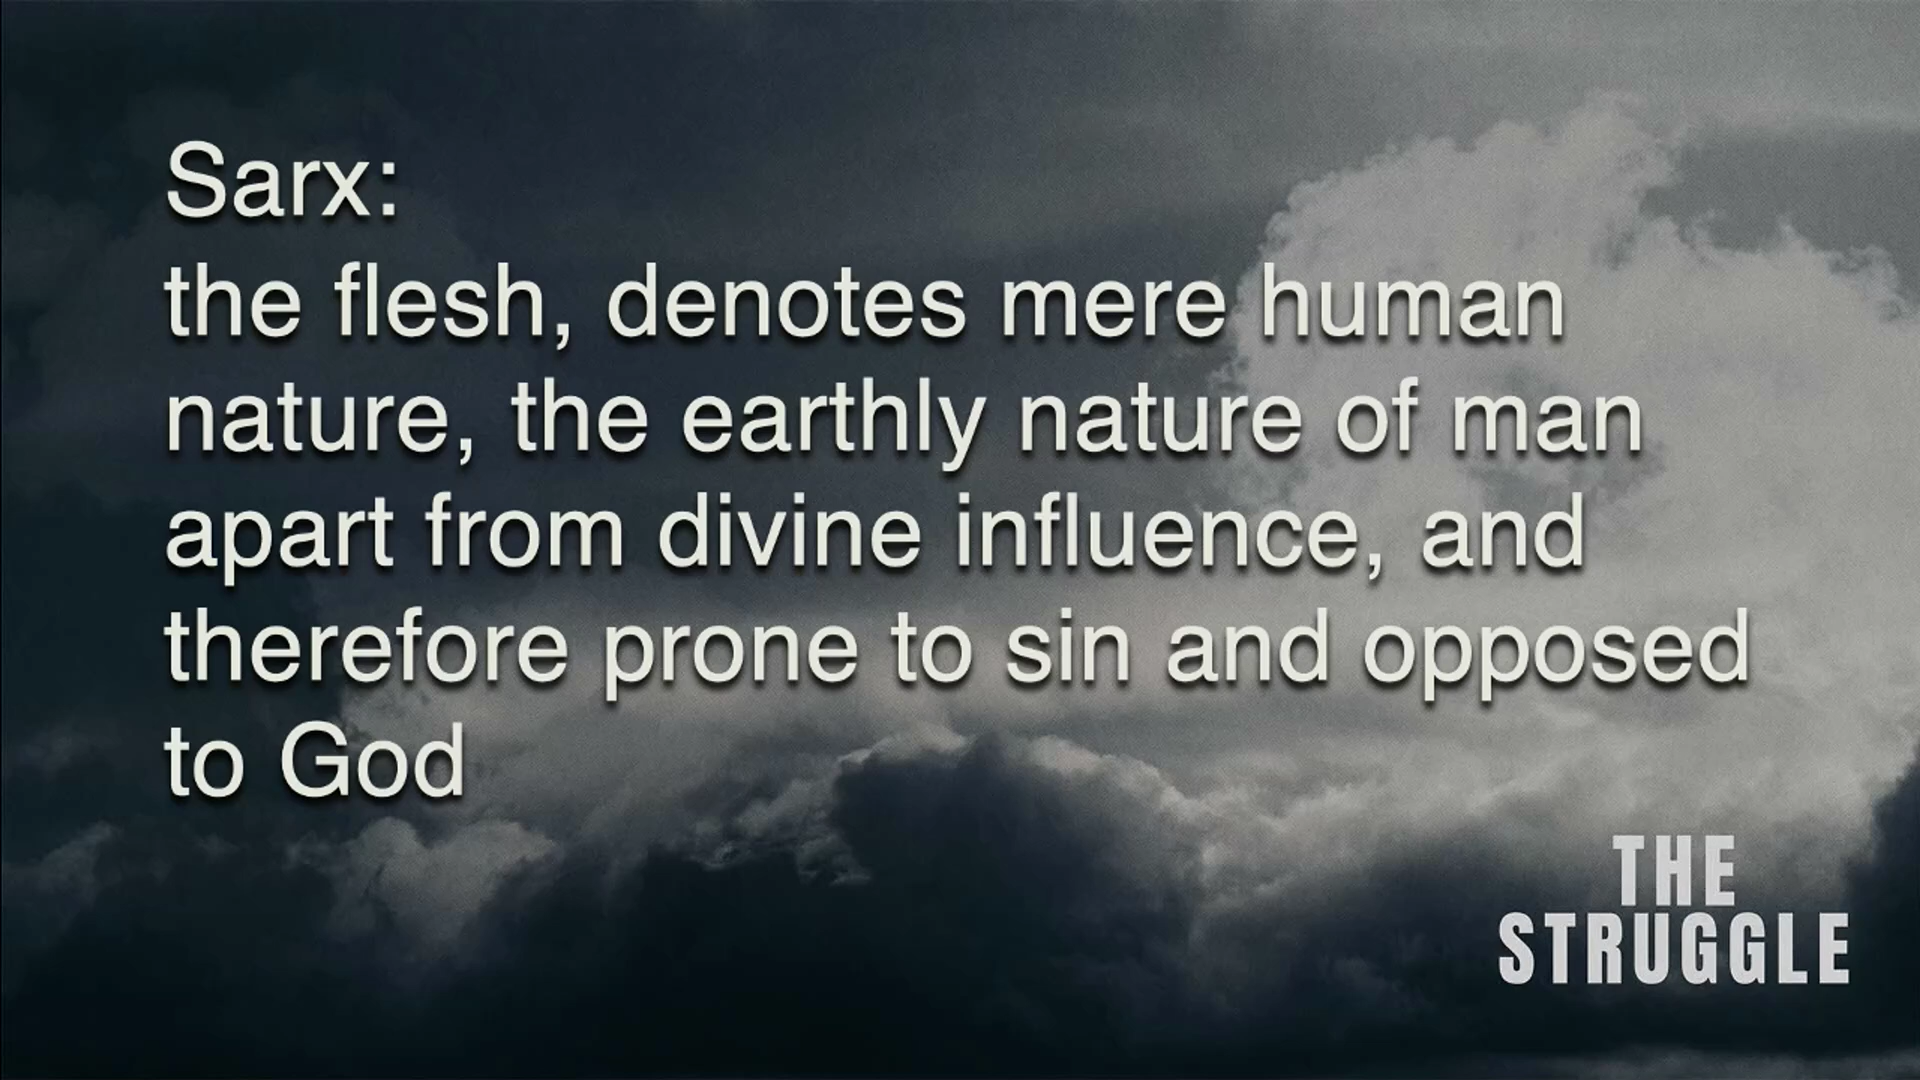 Sarx:
the flesh, denotes mere human
nature, the earthly nature of man
apart from divine influence, and
therefore prone to sin and opposed
to God
THE
STRUGGLE